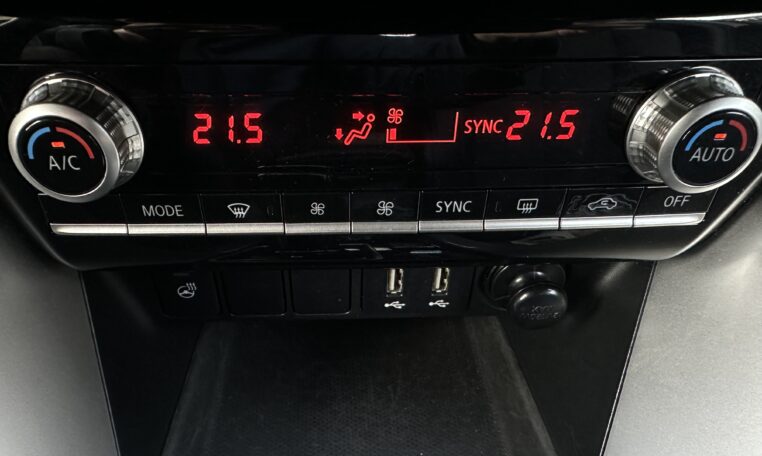 21.5 SYNC 21.5
A/C AUTO
MODE SYNC OFF